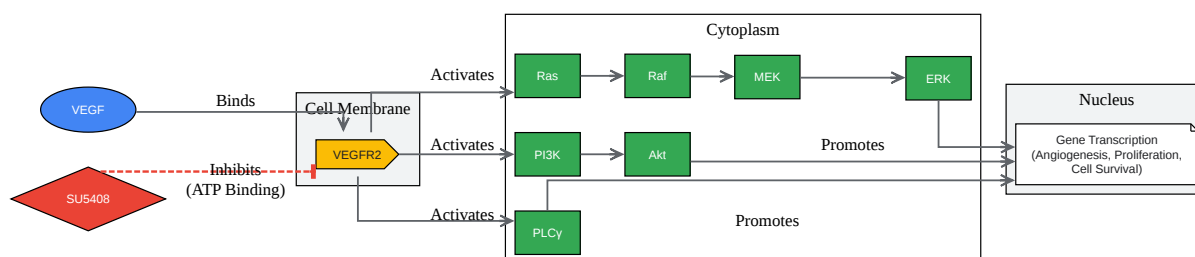 Cytoplasm
Activates
Ras
Raf
MEK
ERK
VEGF
Binds
Cell Membrane
Nucleus
VEGFR2
Activates
PI3K
Akt
Promotes
Gene Transcription
(Angiogenesis, Proliferation,
Cell Survival)
Inhibits
(ATP Binding)
SU5408
Activates
PLCγ
Promotes